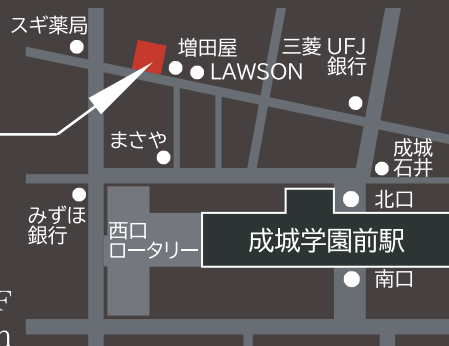 スギ薬局
増田屋
LAWSON
三菱 UFJ
銀行
まさや
成城
石井
みずほ
銀行
西口
ロータリー
北口
成城学園前駅
南口
F
n